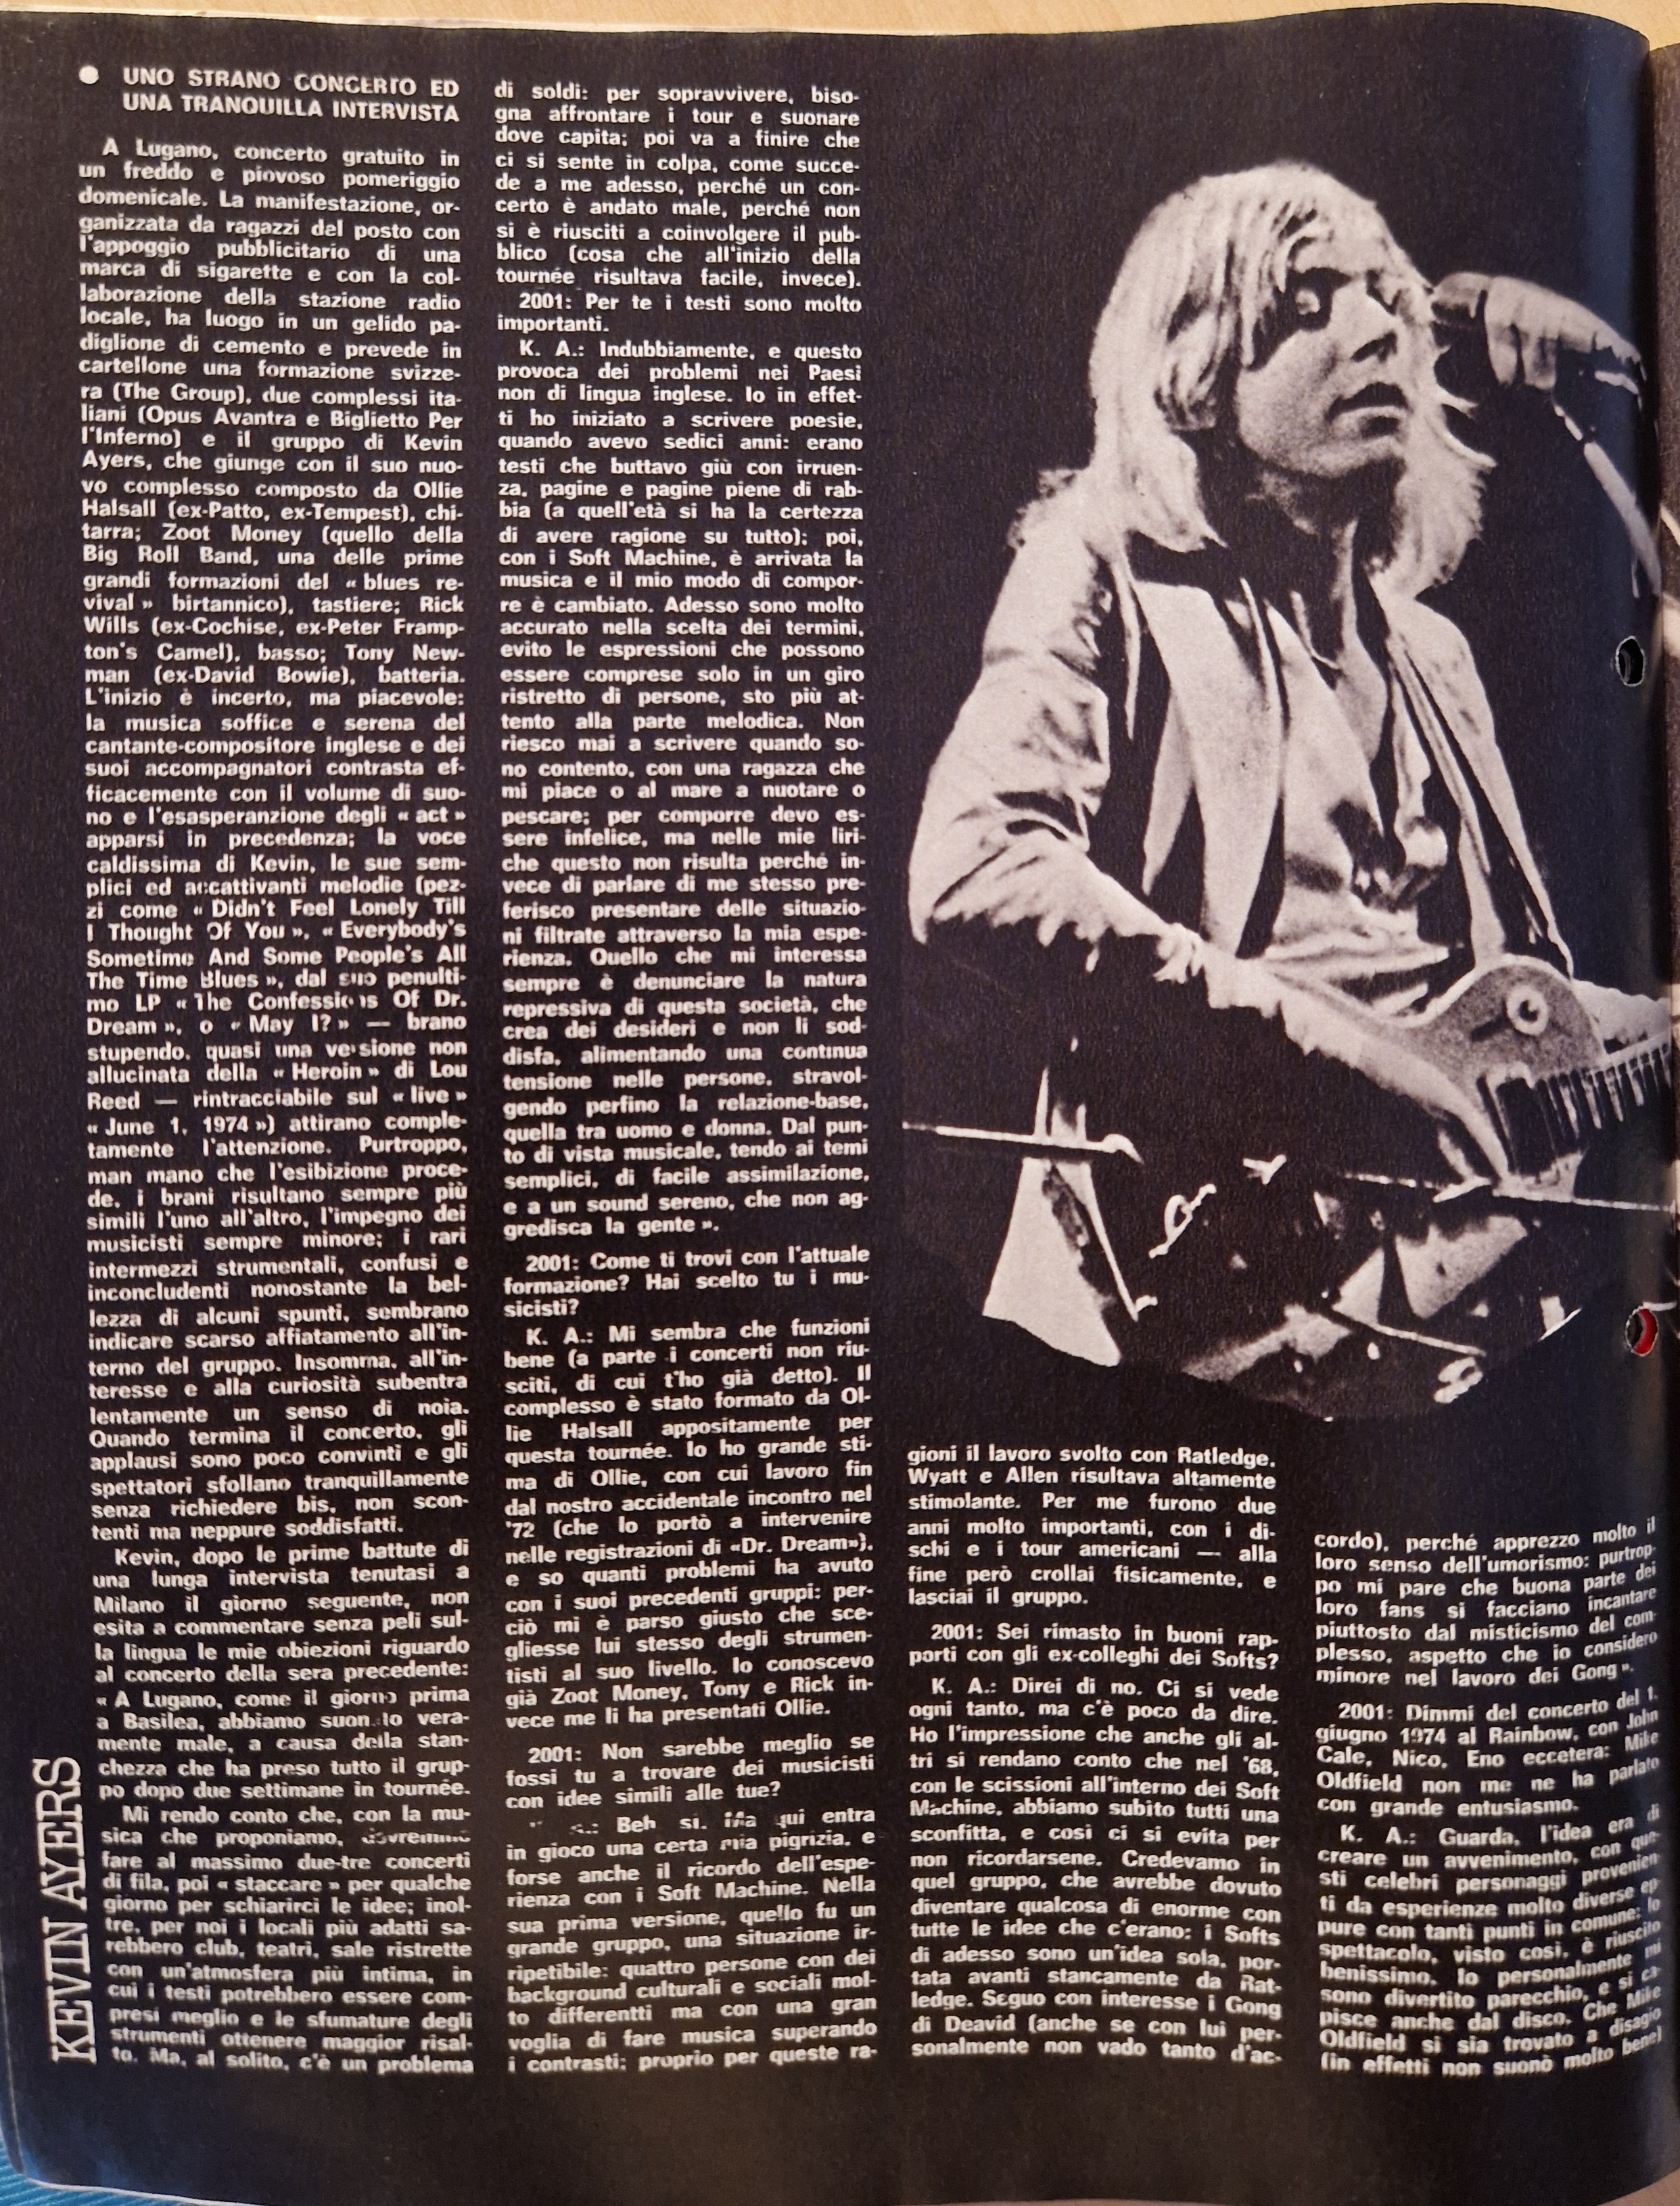 KEVIN AYERS
● UNO STRANO CONCERTO ED
UNA TRANQUILLA INTERVISTA
A Lugano, concerto gratuito in
un freddo e piovoso pomeriggio
domenicale. La manifestazione, or-
ganizzata da ragazzi del posto con
l'appoggio pubblicitario di una
marca di sigarette e con la col-
laborazione della stazione radio
locale, ha luogo in un gelido pa-
diglione di cemento e prevede in
cartellone una formazione svizze-
ra (The Group), due complessi ita-
liani (Opus Avantra e Biglietto Per
l'Inferno) e il gruppo di Kevin
Ayers, che giunge con il suo nuo-
vo complesso composto da Ollie
Halsall (ex-Patto, ex-Tempest), chi-
tarra; Zoot Money (quello della
Big Roll Band, una delle prime
grandi formazioni del « blues re-
vival » birtannico), tastiere; Rick
Wills (ex-Cochise, ex-Peter Framp-
ton's Camel), basso; Tony New-
man (ex-David Bowie), batteria.
L'inizio è incerto, ma piacevole:
la musica soffice e serena del
cantante-compositore inglese e dei
suoi accompagnatori contrasta ef-
ficacemente con il volume di suo-
no e l'esasperanzione degli « act »
apparsi in precedenza; la voce
caldissima di Kevin, le sue sem-
plici ed accattivanti melodie (pez-
zi come « Didn't Feel Lonely Till
I Thought Of You », « Everybody's
Sometime And Some People's All
The Time Blues », dal suo penulti-
mo LP « The Confessions Of Dr.
Dream », o « May I? » — brano
stupendo, quasi una versione non
allucinata della « Heroin » di Lou
Reed — rintracciabile sul « live »
« June 1, 1974 ») attirano comple-
tamente l'attenzione. Purtroppo,
man mano che l'esibizione proce-
de, i brani risultano sempre più
simili l'uno all'altro, l'impegno dei
musicisti sempre minore; i rari
intermezzi strumentali, confusi e
inconcludenti nonostante la bel-
lezza di alcuni spunti, sembrano
indicare scarso affiatamento all'in-
terno del gruppo. Insomma, all'in-
teresse e alla curiosità subentra
lentamente un senso di noia.
Quando termina il concerto, gli
applausi sono poco convinti e gli
spettatori sfollano tranquillamente
senza richiedere bis, non scon-
tenti ma neppure soddisfatti.
Kevin, dopo le prime battute di
una lunga intervista tenutasi a
Milano il giorno seguente, non
esita a commentare senza peli sul-
la lingua le mie obiezioni riguardo
al concerto della sera precedente:
« A Lugano, come il giorno prima
a Basilea, abbiamo suonato vera-
mente male, a causa della stan-
chezza che ha preso tutto il grup-
po dopo due settimane in tournée.
Mi rendo conto che, con la mu-
sica che proponiamo, dovremmo
fare al massimo due-tre concerti
di fila, poi « staccare » per qualche
giorno per schiarirci le idee; inol-
tre, per noi i locali più adatti sa-
rebbero club, teatri, sale ristrette
con un'atmosfera più intima, in
cui i testi potrebbero essere com-
presi meglio e le sfumature degli
strumenti ottenere maggior risal-
to. Ma, al solito, c'è un problema
di soldi: per sopravvivere, biso-
gna affrontare i tour e suonare
dove capita; poi va a finire che
ci si sente in colpa, come succe-
de a me adesso, perché un con-
certo è andato male, perché non
si è riusciti a coinvolgere il pub-
blico (cosa che all'inizio della
tournée risultava facile, invece).
2001: Per te i testi sono molto
importanti.
K. A.: Indubbiamente, e questo
provoca dei problemi nei Paesi
non di lingua inglese. Io in effet-
ti ho iniziato a scrivere poesie,
quando avevo sedici anni: erano
testi che buttavo giù con irruen-
za, pagine e pagine piene di rab-
bia (a quell'età si ha la certezza
di avere ragione su tutto); poi,
con i Soft Machine, è arrivata la
musica e il mio modo di compor-
re è cambiato. Adesso sono molto
accurato nella scelta dei termini,
evito le espressioni che possono
essere comprese solo in un giro
ristretto di persone, sto più at-
tento alla parte melodica. Non
riesco mai a scrivere quando so-
no contento, con una ragazza che
mi piace o al mare a nuotare o
pescare; per comporre devo es-
sere infelice, ma nelle mie liri-
che questo non risulta perché in-
vece di parlare di me stesso pre-
ferisco presentare delle situazio-
ni filtrate attraverso la mia espe-
rienza. Quello che mi interessa
sempre è denunciare la natura
repressiva di questa società, che
crea dei desideri e non li sod-
disfa, alimentando una continua
tensione nelle persone, stravol-
gendo perfino la relazione-base,
quella tra uomo e donna. Dal pun-
to di vista musicale, tendo ai temi
semplici, di facile assimilazione,
e a un sound sereno, che non ag-
gredisca la gente ».
2001: Come ti trovi con l'attuale
formazione? Hai scelto tu i mu-
sicisti?
K. A.: Mi sembra che funzioni
bene (a parte i concerti non riu-
sciti, di cui t'ho già detto). Il
complesso è stato formato da Ol-
lie Halsall appositamente per
questa tournée. Io ho grande sti-
ma di Ollie, con cui lavoro fin
dal nostro accidentale incontro nel
'72 (che lo portò a intervenire
nelle registrazioni di «Dr. Dream»),
e so quanti problemi ha avuto
con i suoi precedenti gruppi: per-
ciò mi è parso giusto che sce-
gliesse lui stesso degli strumen-
tisti al suo livello. Io conoscevo
già Zoot Money, Tony e Rick in-
vece me li ha presentati Ollie.
2001: Non sarebbe meglio se
fossi tu a trovare dei musicisti
con idee simili alle tue?
Beh si. Ma qui entra
in gioco una certa mia pigrizia, e
forse anche il ricordo dell'espe-
rienza con i Soft Machine. Nella
sua prima versione, quello fu un
grande gruppo, una situazione ir-
ripetibile: quattro persone con dei
background culturali e sociali mol-
to differentti ma con una gran
voglia di fare musica superando
i contrasti; proprio per queste ra-
gioni il lavoro svolto con Ratledge,
Wyatt e Allen risultava altamente
stimolante. Per me furono due
anni molto importanti, con i di-
schi e i tour americani — alla
fine però crollai fisicamente, e
lasciai il gruppo.
2001: Sei rimasto in buoni rap-
porti con gli ex-colleghi dei Softs?
K. A.: Direi di no. Ci si vede
ogni tanto, ma c'è poco da dire.
Ho l'impressione che anche gli al-
tri si rendano conto che nel '68,
con le scissioni all'interno dei Soft
Machine, abbiamo subito tutti una
sconfitta, e così ci si evita per
non ricordarsene. Credevamo in
quel gruppo, che avrebbe dovuto
diventare qualcosa di enorme con
tutte le idee che c'erano: i Softs
di adesso sono un'idea sola, por-
tata avanti stancamente da Rat-
ledge. Seguo con interesse i Gong
di Deavid (anche se con lui per-
sonalmente non vado tanto d'ac-
cordo), perché apprezzo molto il
loro senso dell'umorismo: purtrop-
po mi pare che buona parte dei
loro fans si facciano incantare
piuttosto dal misticismo del com-
plesso, aspetto che io considero
minore nel lavoro dei Gong ».
2001: Dimmi del concerto del 1.
giugno 1974 al Rainbow, con John
Cale, Nico, Eno eccetera: Mike
Oldfield non me ne ha parlato
con grande entusiasmo.
K. A.: Guarda, l'idea era di
creare un avvenimento, con que-
sti celebri personaggi provenien-
ti da esperienze molto diverse ep-
pure con tanti punti in comune; lo
spettacolo, visto così, è riuscito
benissimo. Io personalmente mi
sono divertito parecchio, e si ca-
pisce anche dal disco. Che Mike
Oldfield si sia trovato a disagio
(in effetti non suonò molto bene)